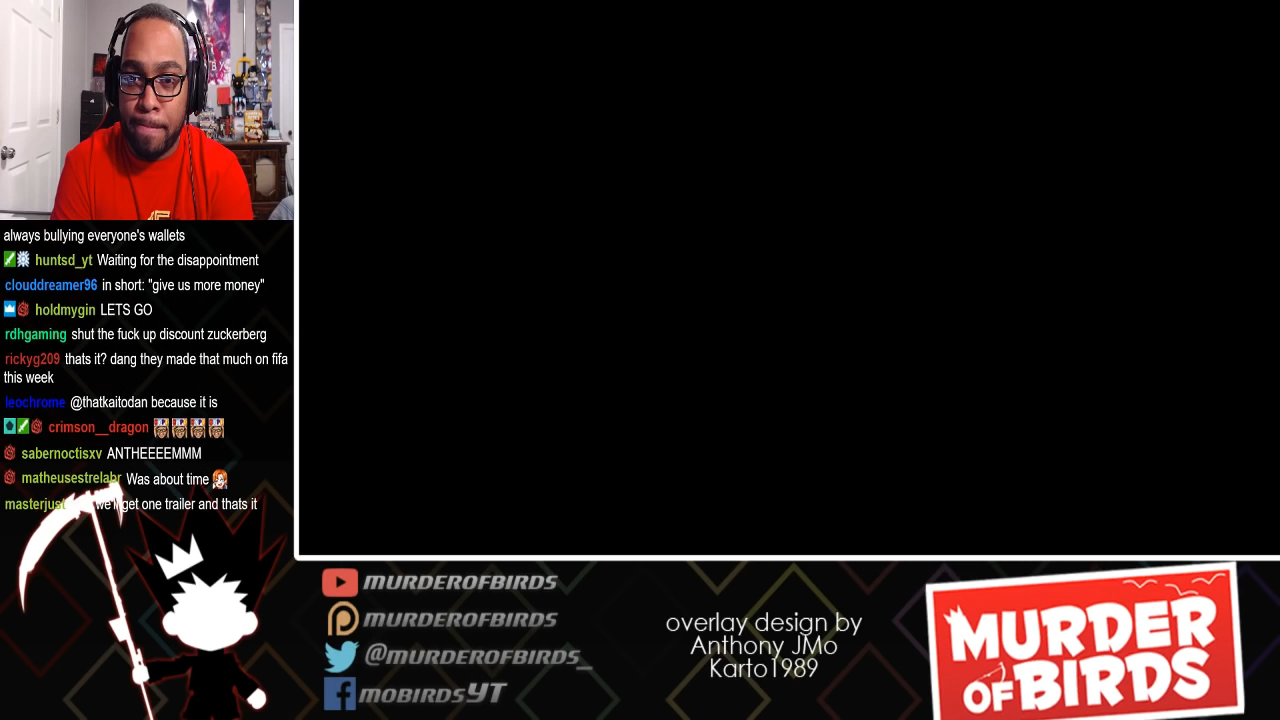 always bullying everyone's wallets
huntsd_yt Waiting for the disappointment
clouddreamer96 in short: "give us more money"
holdmygin LETS GO
rdhgaming shut the fuck up discount zuckerberg
rickyg209 thats it? dang they made that much on fifa
this week
leochrome @thatkaitodan because it is
crimson__dragon
sabernoctisxv ANTHEEEEMMM
matheusestrelabr Was about time
masterjust we get one trailer and thats it
MURDEROFBIRDS
MURDEROFBIRDS
@MURDEROFBIRDS_
MOBIRDSYT
overlay design by
Anthony JMo
Karto1989
MURDER
OF BIRDS